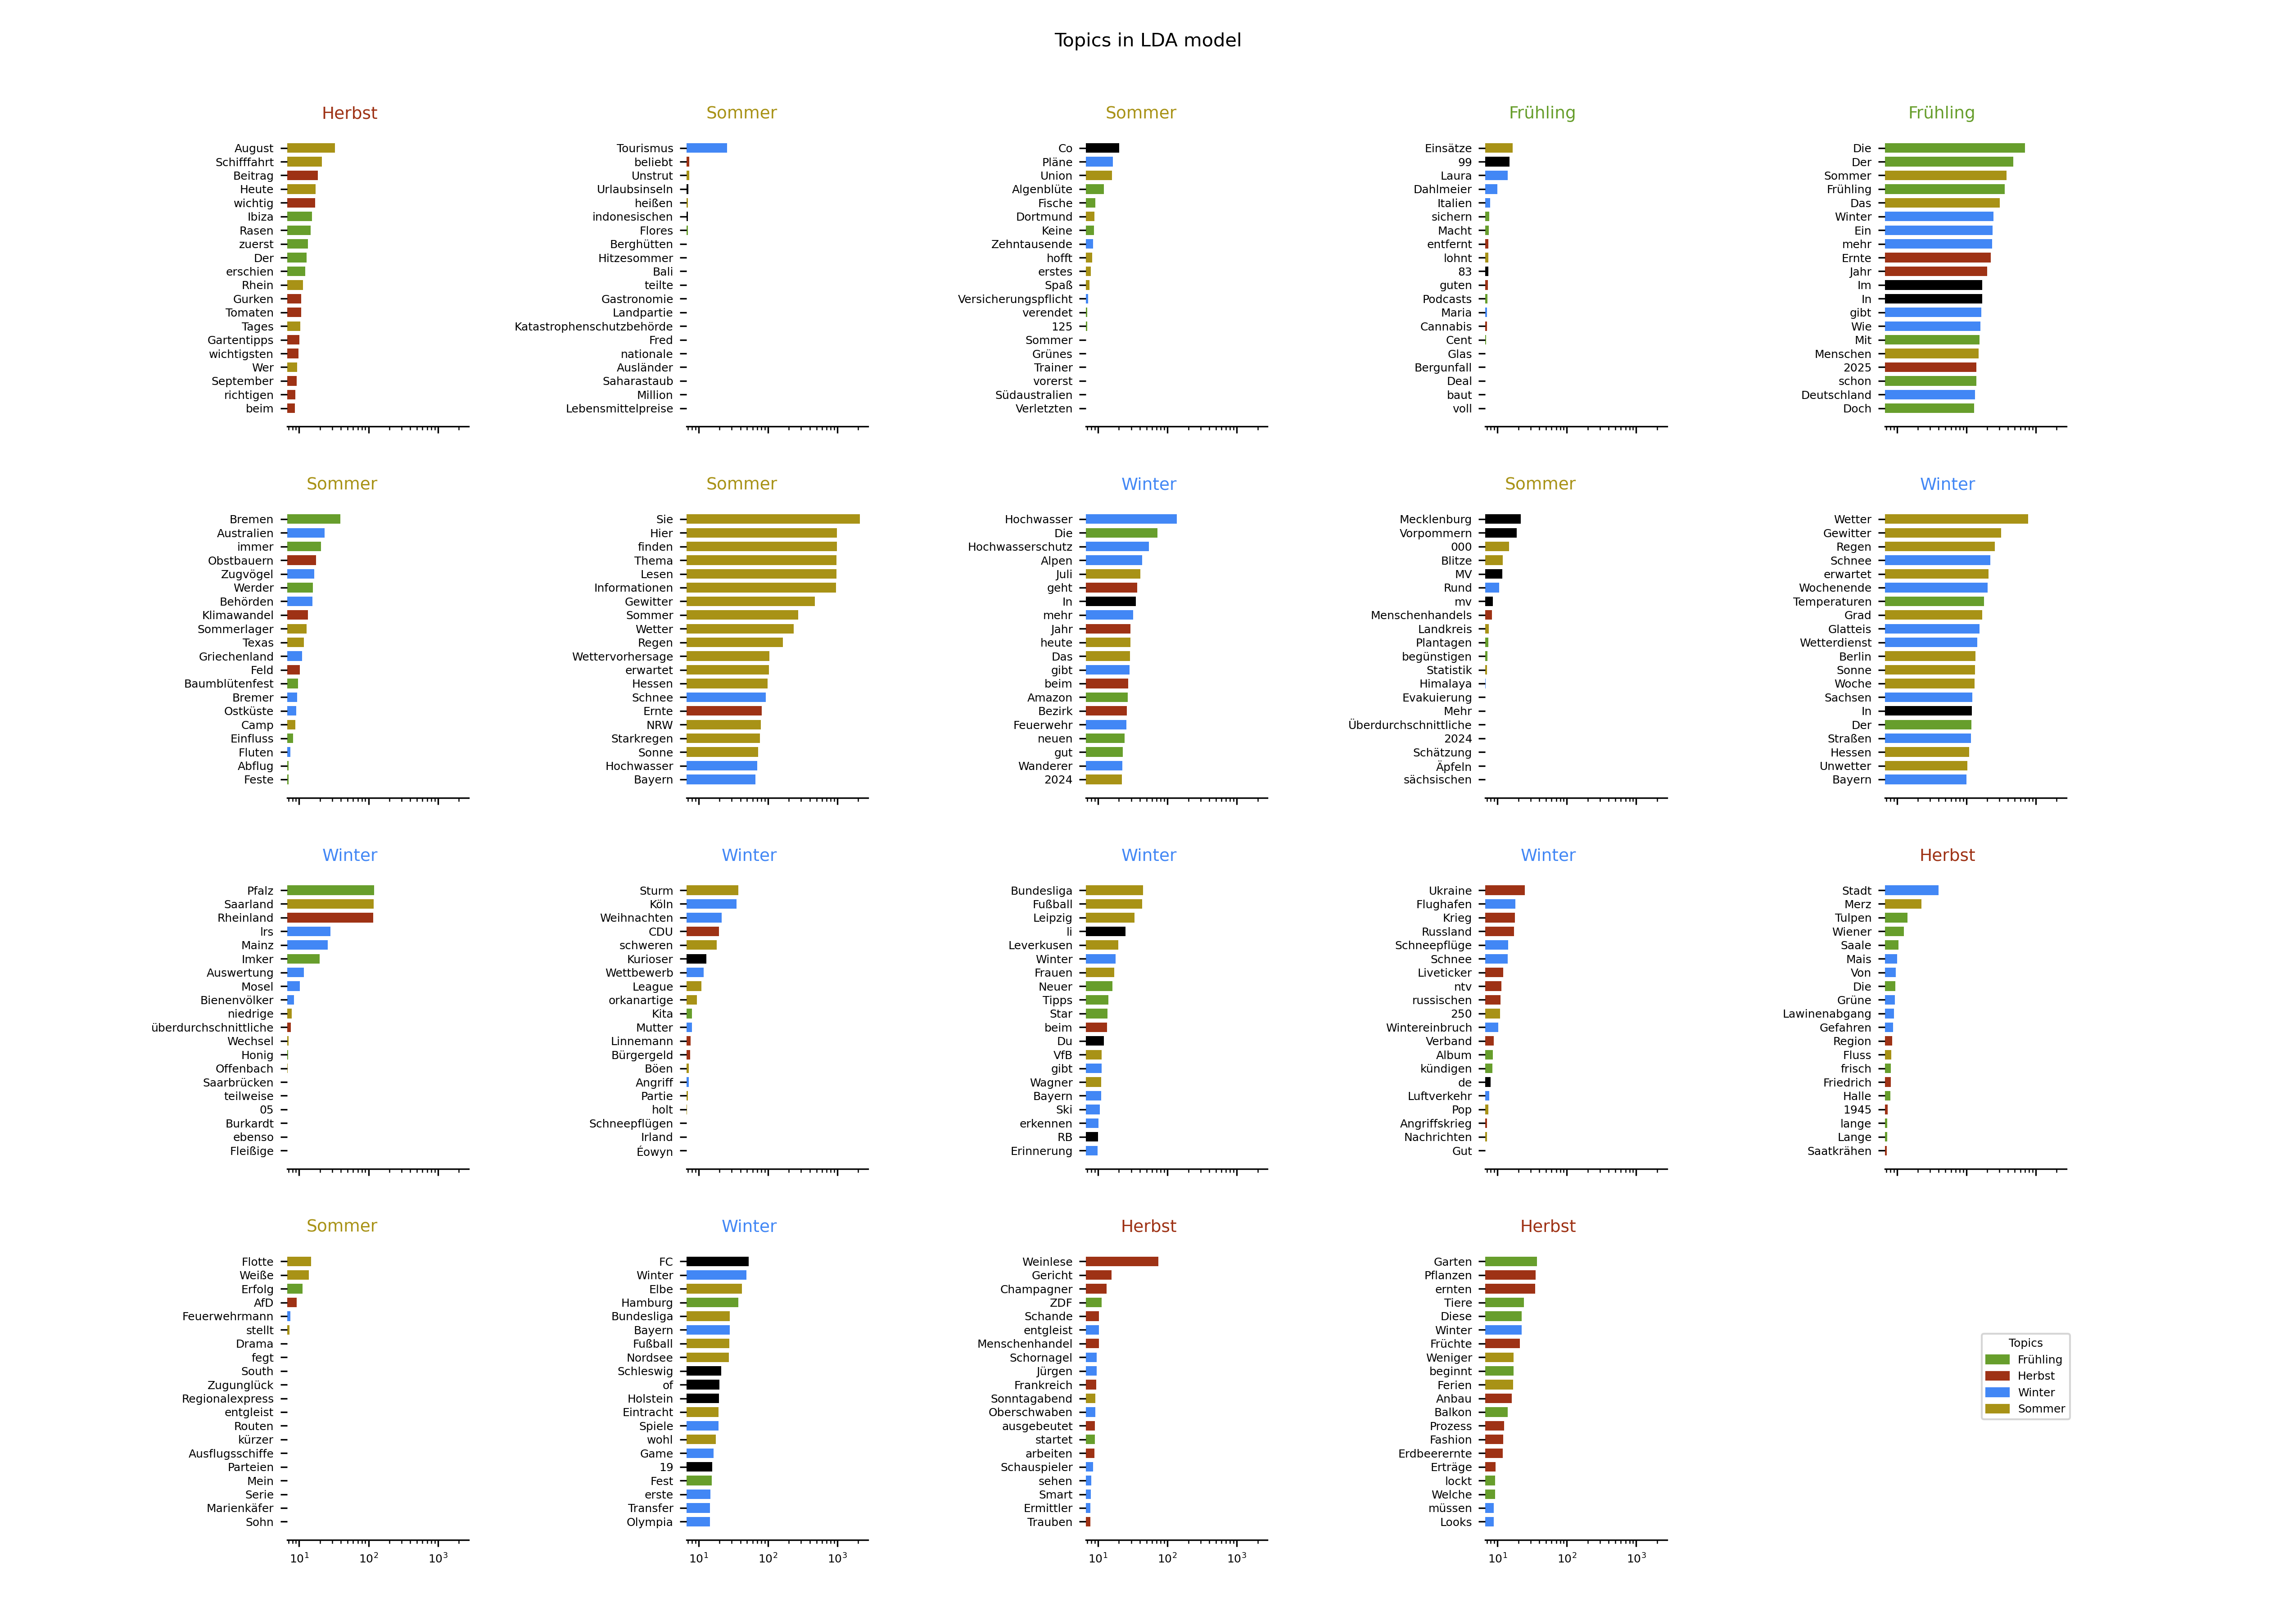 Topics in LDA model
Herbst
August
Schifffahrt
Beitrag
Heute
wichtig
Ibiza
Rasen
zuerst
Der
erschien
Rhein
Gurken
Tomaten
Tages
Gartentipps
wichtigsten
Wer
September
richtigen
beim
Sommer
Tourismus
beliebt
Unstrut
Urlaubsinseln
heißen
indonesischen
Flores
Berghütten
Hitzesommer
Bali
teilte
Gastronomie
Landpartie
Katastrophenschutzbehörde
Fred
nationale
Ausländer
Saharastaub
Million
Lebensmittelpreise
Sommer
Co
Pläne
Union
Algenblüte
Fische
Dortmund
Keine
Zehntausende
hofft
erstes
Spaß
Versicherungspflicht
verendet
125
Sommer
Grünes
Trainer
vorerst
Südaustralien
Verletzten
Frühling
Einsätze
99
Laura
Dahlmeier
Italien
sichern
Macht
entfernt
lohnt
83
guten
Podcasts
Maria
Cannabis
Cent
Glas
Bergunfall
Deal
baut
voll
Frühling
Die
Der
Sommer
Frühling
Das
Winter
Ein
mehr
Ernte
Jahr
Im
In
gibt
Wie
Mit
Menschen
2025
schon
Deutschland
Doch
Sommer
Bremen
Australien
immer
Obstbauern
Zugvögel
Werder
Behörden
Klimawandel
Sommerlager
Texas
Griechenland
Feld
Baumblütenfest
Bremer
Ostküste
Camp
Einfluss
Fluten
Abflug
Feste
Sommer
Sie
Hier
finden
Thema
Lesen
Informationen
Gewitter
Sommer
Wetter
Regen
Wettervorhersage
erwartet
Hessen
Schnee
Ernte
NRW
Starkregen
Sonne
Hochwasser
Bayern
Winter
Hochwasser
Die
Hochwasserschutz
Alpen
Juli
geht
In
mehr
Jahr
heute
Das
gibt
beim
Amazon
Bezirk
Feuerwehr
neuen
gut
Wanderer
2024
Sommer
Mecklenburg
Vorpommern
000
Blitze
MV
Rund
mv
Menschenhandels
Landkreis
Plantagen
begünstigen
Statistik
Himalaya
Evakuierung
Mehr
Überdurchschnittliche
2024
Schätzung
Äpfeln
sächsischen
Winter
Wetter
Gewitter
Regen
Schnee
erwartet
Wochenende
Temperaturen
Grad
Glatteis
Wetterdienst
Berlin
Sonne
Woche
Sachsen
In
Der
Straßen
Hessen
Unwetter
Bayern
Winter
Pfalz
Saarland
Rheinland
lrs
Mainz
Imker
Auswertung
Mosel
Bienenvölker
niedrige
überdurchschnittliche
Wechsel
Honig
Offenbach
Saarbrücken
teilweise
05
Burkardt
ebenso
Fleißige
Winter
Sturm
Köln
Weihnachten
CDU
schweren
Kurioser
Wettbewerb
League
orkanartige
Kita
Mutter
Linnemann
Bürgergeld
Böen
Angriff
Partie
holt
Schneepflügen
Irland
Éowyn
Winter
Bundesliga
Fußball
Leipzig
li
Leverkusen
Winter
Frauen
Neuer
Tipps
Star
beim
Du
VfB
gibt
Wagner
Bayern
Ski
erkennen
RB
Erinnerung
Winter
Ukraine
Flughafen
Krieg
Russland
Schneepflüge
Schnee
Liveticker
ntv
russischen
250
Wintereinbruch
Verband
Album
kündigen
de
Luftverkehr
Pop
Angriffskrieg
Nachrichten
Gut
Herbst
Stadt
Merz
Tulpen
Wiener
Saale
Mais
Von
Die
Grüne
Lawinenabgang
Gefahren
Region
Fluss
frisch
Friedrich
Halle
1945
lange
Lange
Saatkrähen
Sommer
Flotte
Weiße
Erfolg
AfD
Feuerwehrmann
stellt
Drama
fegt
South
Zugunglück
Regionalexpress
entgleist
Routen
kürzer
Ausflugsschiffe
Parteien
Mein
Serie
Marienkäfer
Sohn
10¹ 10² 10³
Winter
FC
Winter
Elbe
Hamburg
Bundesliga
Bayern
Fußball
Nordsee
Schleswig
of
Holstein
Eintracht
Spiele
wohl
Game
19
Fest
erste
Transfer
Olympia
10¹ 10² 10³
Herbst
Weinlese
Gericht
Champagner
ZDF
Schande
entgleist
Menschenhandel
Schornagel
Jürgen
Frankreich
Sonntagabend
Oberschwaben
ausgebeutet
startet
arbeiten
Schauspieler
sehen
Smart
Ermittler
Trauben
10¹ 10² 10³
Herbst
Garten
Pflanzen
ernten
Tiere
Diese
Winter
Früchte
Weniger
beginnt
Ferien
Anbau
Balkon
Prozess
Fashion
Erdbeerernte
Erträge
lockt
Welche
müssen
Looks
10¹ 10² 10³
Topics
Frühling
Herbst
Winter
Sommer